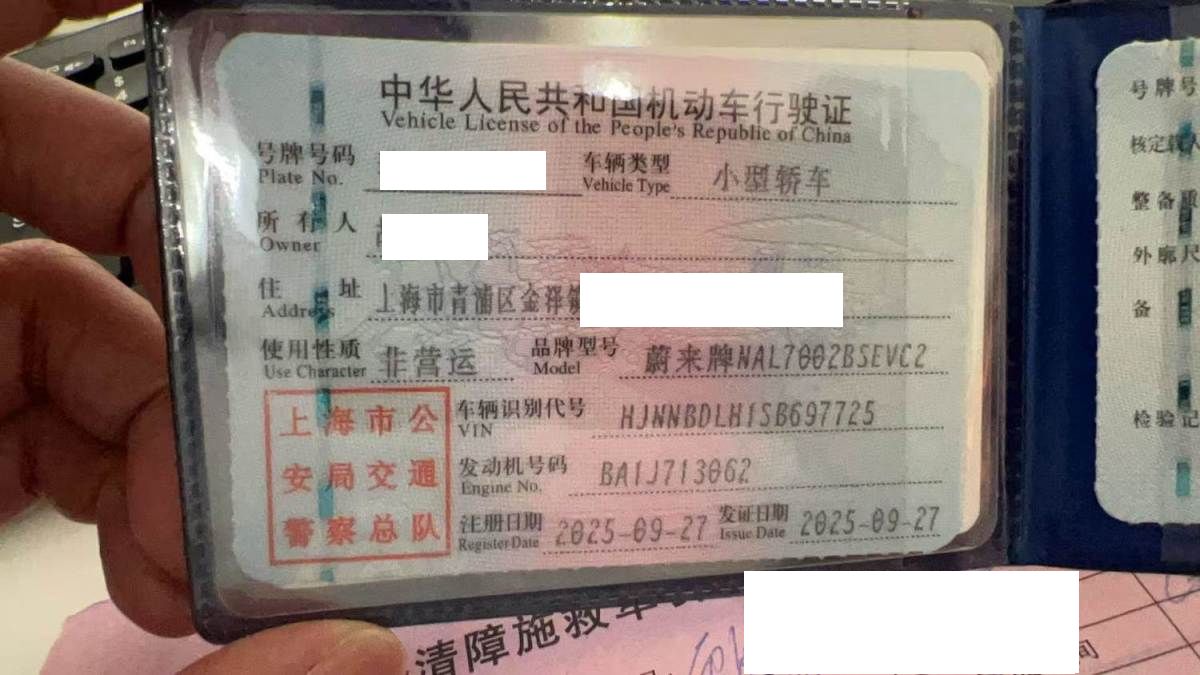 中华人民共和国机动车行驶证
Vehicle License of the People's Republic of China
号牌号码 车辆类型 小型轿车
Plate No. Vehicle Type
所有人
Owner
住址 上海市青浦区金泽镇
Address
使用性质 非营运 品牌型号 蔚来牌NAL7002BSEVC2
Use Character Model
上海市公
安局交通
警察总队
车辆识别代号 HJNNBDLH1SB697725
VIN
发动机号码 BA1J713062
Engine No.
注册日期 2025-09-27 发证日期 2025-09-27
Register Date Issue Date
号牌号
核定载人
整备质
外廓尺
备
检验记
清障施救车
间